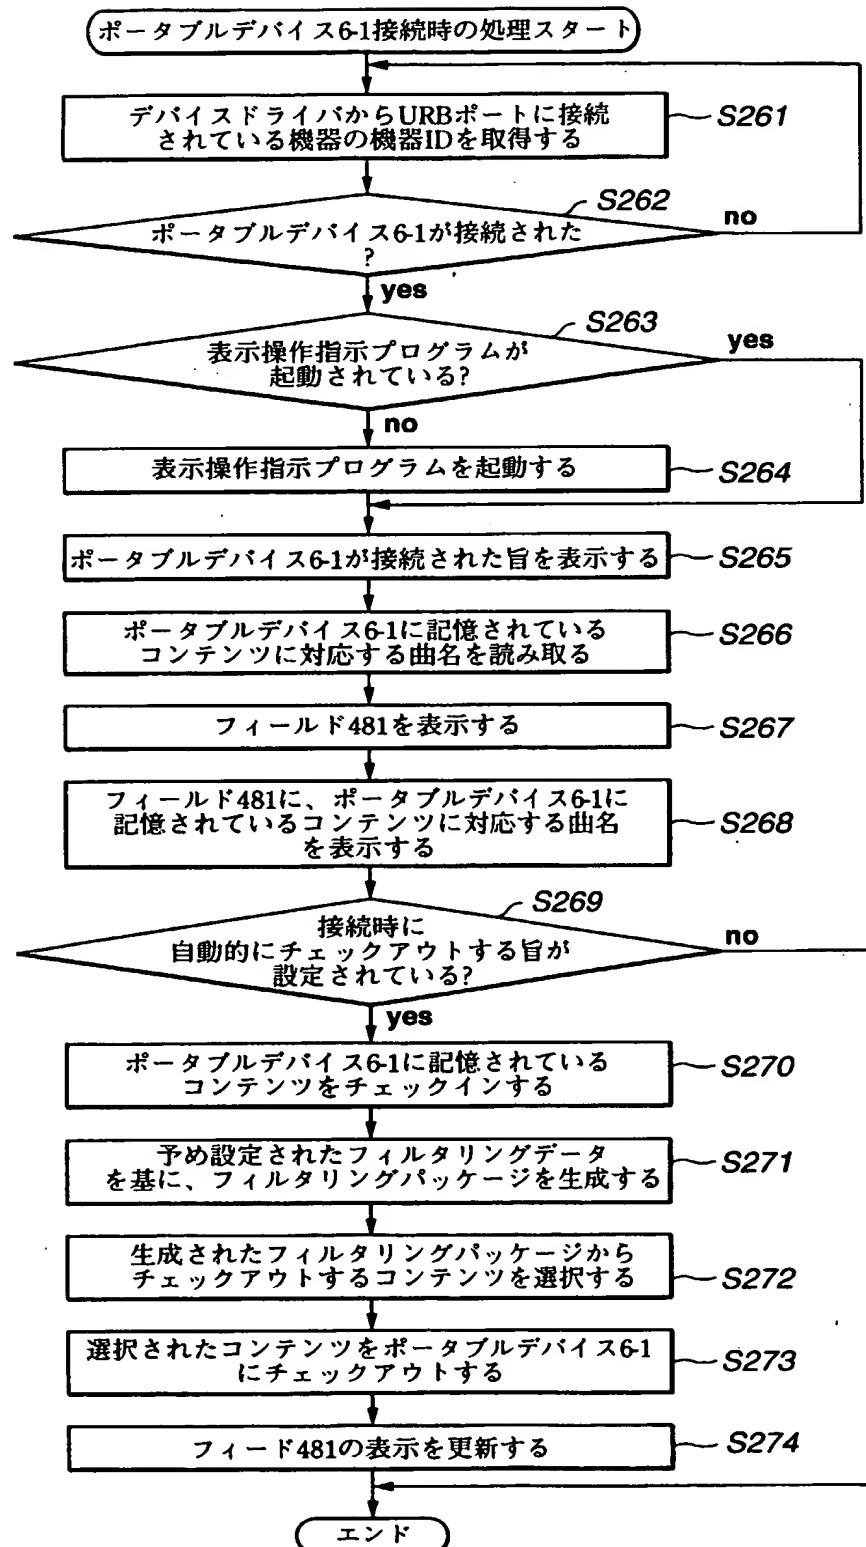 ポータブルデバイス6-1接続時の処理スタート
デバイスドライバからURBポートに接続
されている機器の機器IDを取得する
S261
S262
ポータブルデバイス6-1が接続された
?
no
yes
S263
表示操作指示プログラムが
起動されている?
yes
no
表示操作指示プログラムを起動する
S264
ポータブルデバイス6-1が接続された旨を表示する
S265
ポータブルデバイス6-1に記憶されている
コンテンツに対応する曲名を読み取る
S266
フィールド481を表示する
S267
フィールド481に、ポータブルデバイス6-1に
記憶されているコンテンツに対応する曲名
を表示する
S268
S269
接続時に
自動的にチェックアウトする旨が
設定されている?
no
yes
ポータブルデバイス6-1に記憶されている
コンテンツをチェックインする
S270
予め設定されたフィルタリングデータ
を基に、フィルタリングパッケージを生成する
S271
生成されたフィルタリングパッケージから
チェックアウトするコンテンツを選択する
S272
選択されたコンテンツをポータブルデバイス6-1
にチェックアウトする
S273
フィード481の表示を更新する
S274
エンド